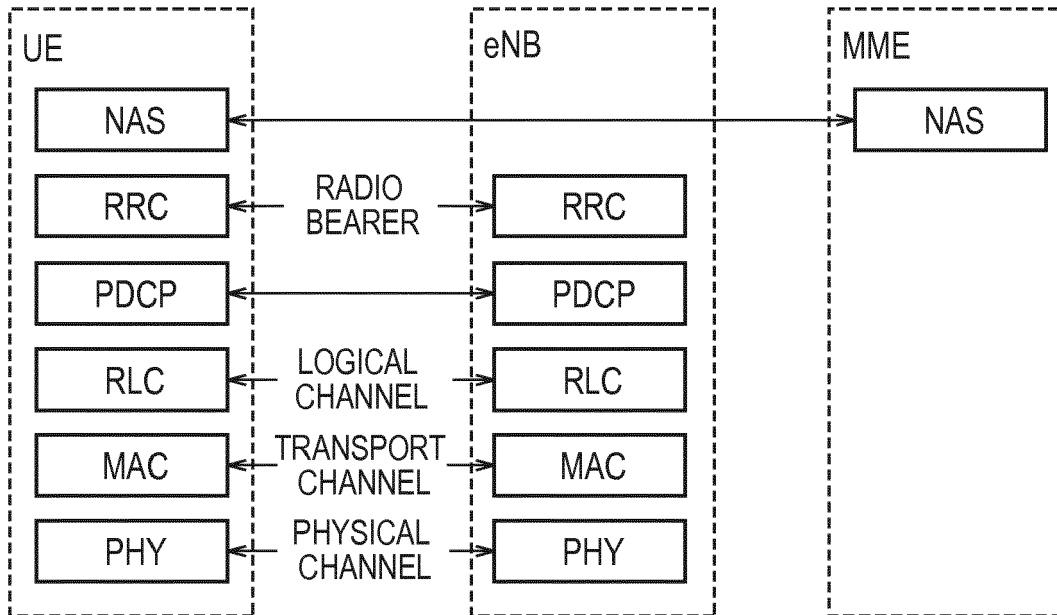 UE
eNB
MME
NAS
NAS
RRC
RADIO
BEARER
RRC
PDCP
PDCP
RLC
LOGICAL
CHANNEL
RLC
MAC
TRANSPORT
CHANNEL
MAC
PHY
PHYSICAL
CHANNEL
PHY